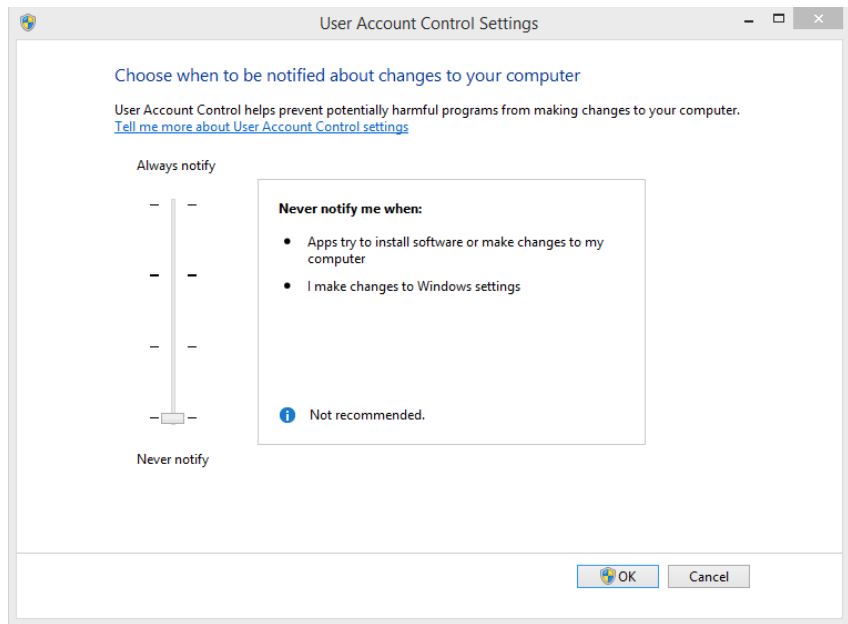 User Account Control Settings
Choose when to be notified about changes to your computer
User Account Control helps prevent potentially harmful programs from making changes to your computer.
Tell me more about User Account Control settings
Always notify
Never notify me when:
Apps try to install software or make changes to my
computer
I make changes to Windows settings
Not recommended.
Never notify
OK
Cancel